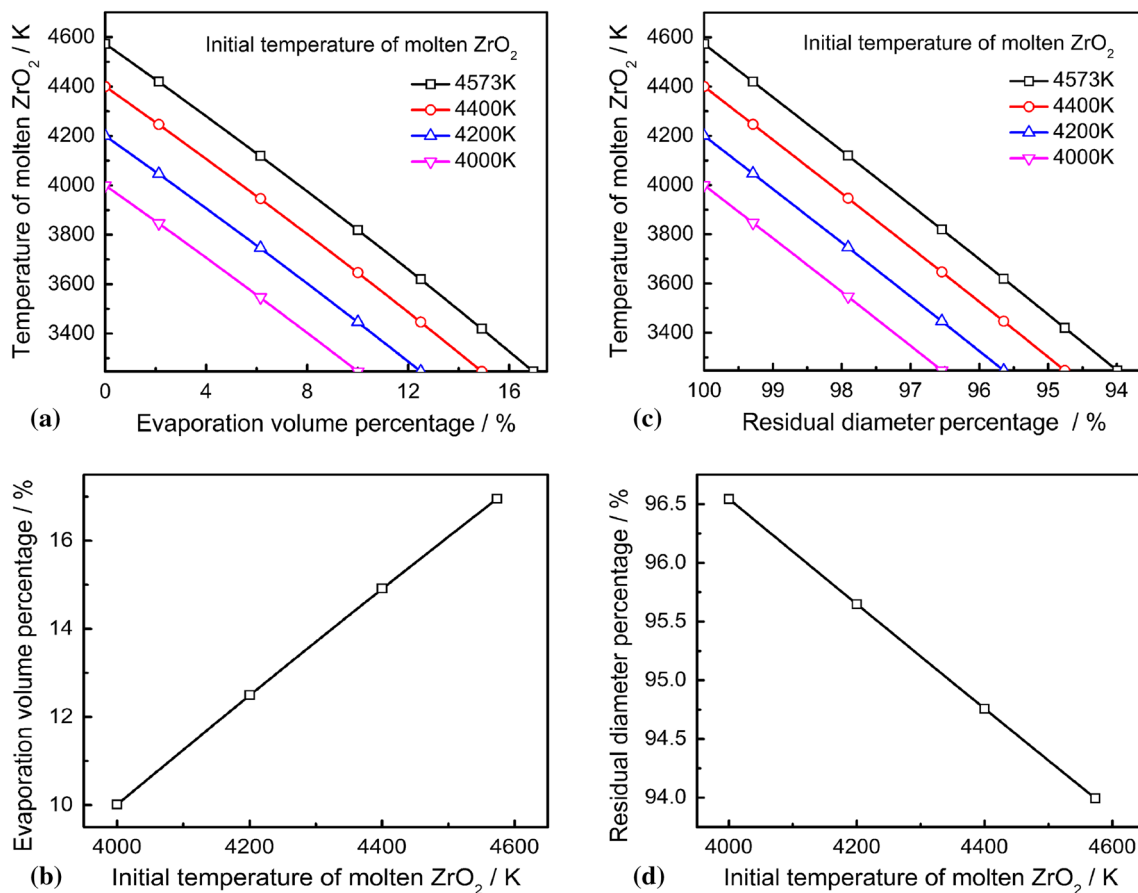 Temperature of molten ZrO2 / K
4600
4400
4200
4000
3800
3600
3400
Initial temperature of molten ZrO2
4573K
4400K
4200K
4000K
0 4 8 12 16
(a) Evaporation volume percentage / %
Temperature of molten ZrO2 / K
4600
4400
4200
4000
3800
3600
3400
Initial temperature of molten ZrO2
4573K
4400K
4200K
4000K
100 99 98 97 96 95 94
(c) Residual diameter percentage / %
Evaporation volume percentage / %
16
14
12
10
4000 4200 4400 4600
(b) Initial temperature of molten ZrO2 / K
Residual diameter percentage / %
96.5
96.0
95.5
95.0
94.5
94.0
4000 4200 4400 4600
(d) Initial temperature of molten ZrO2 / K